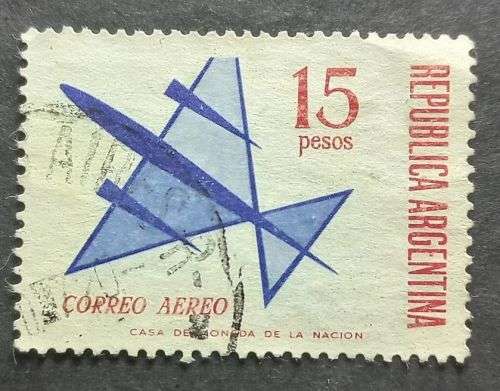 15
pesos
REPUBLICA ARGENTINA
CORREO AEREO
CASA DE MONEDA DE LA NACION